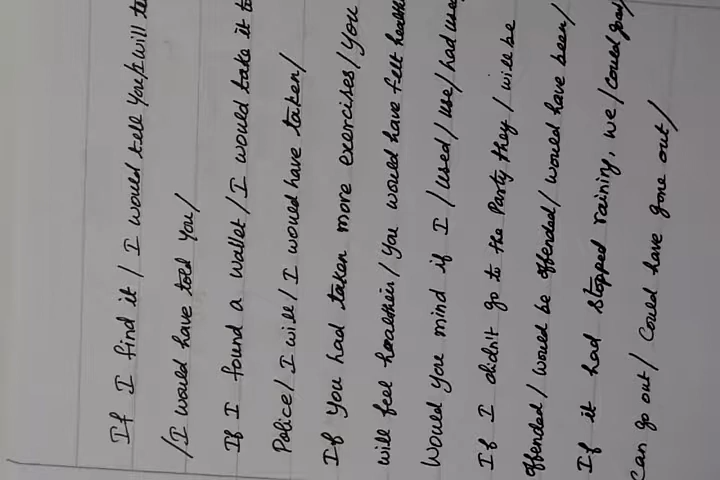 If I find it / I would tell you / I will
/ I would have told you /
If I found a wallet / I would take it
Police / I will / I would have taken /
If you had taken more exercises / You
will feel healthier / You would have felt
Would you mind if I / used / use / had
If I didn't go to the Party they / will be
offended / would be offended / would have been /
If it had stopped raining, we / could
Can go out / Could have gone out /